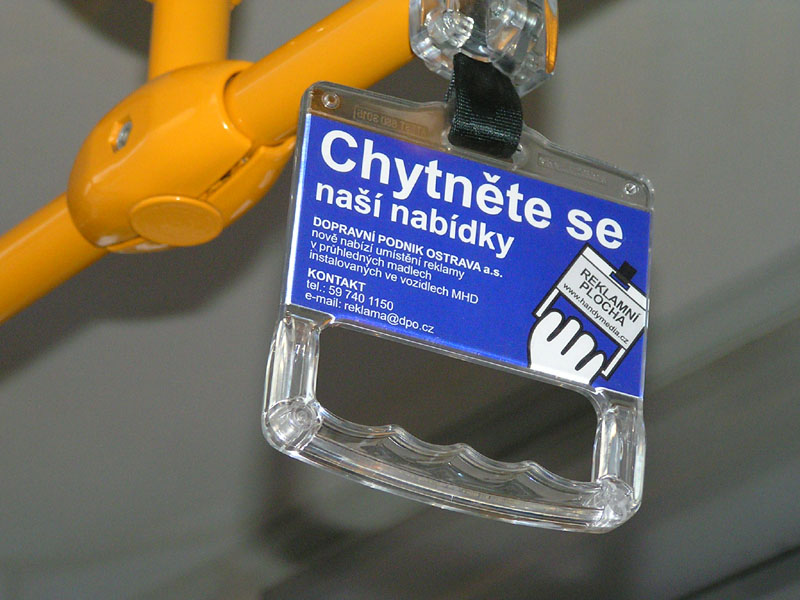 Chytněte se
naší nabídky
DOPRAVNÍ PODNIK OSTRAVA a.s.
nově nabízí umístění reklamy
v průhledných madlech
instalovaných ve vozidlech MHD
KONTAKT
tel.: 59 740 1150
e-mail: reklama@dpo.cz
REKLAMNÍ
PLOCHA
www.handymedia.cz